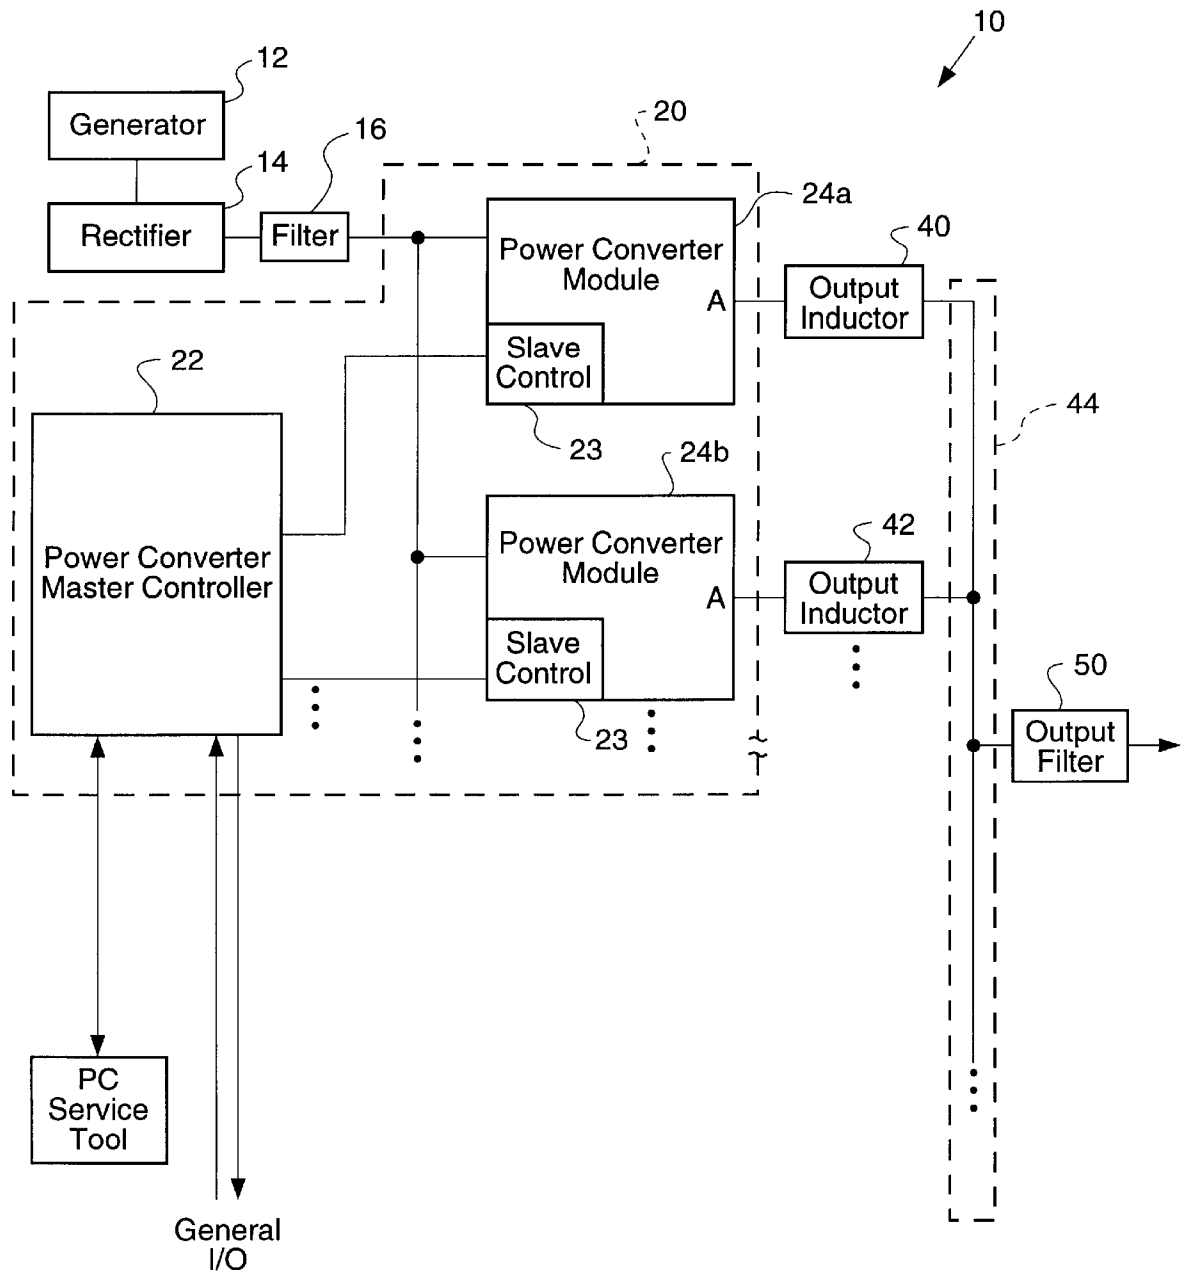 10
12
Generator
16
20
14
Rectifier
Filter
24a
Power Converter
Module
A
40
Output
Inductor
Slave
Control
22
44
23
24b
Power Converter
Master Controller
Power Converter
Module
A
42
Output
Inductor
Slave
Control
50
23
Output
Filter
PC
Service
Tool
General
I/O